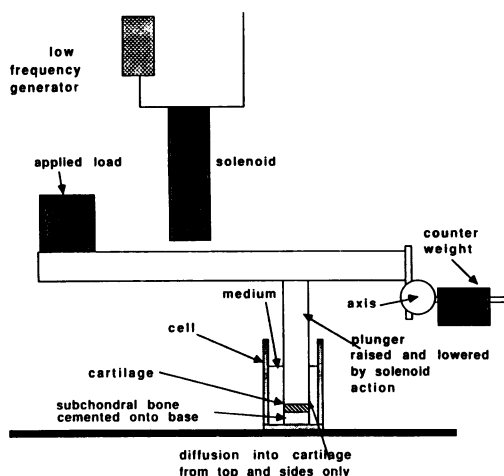 low
frequency
generator
solenoid
applied load
counter
weight
medium
axis
cell
plunger
raised and lowered
by solenoid
action
cartilage
subchondral bone
cemented onto base
diffusion into cartilage
from top and sides only